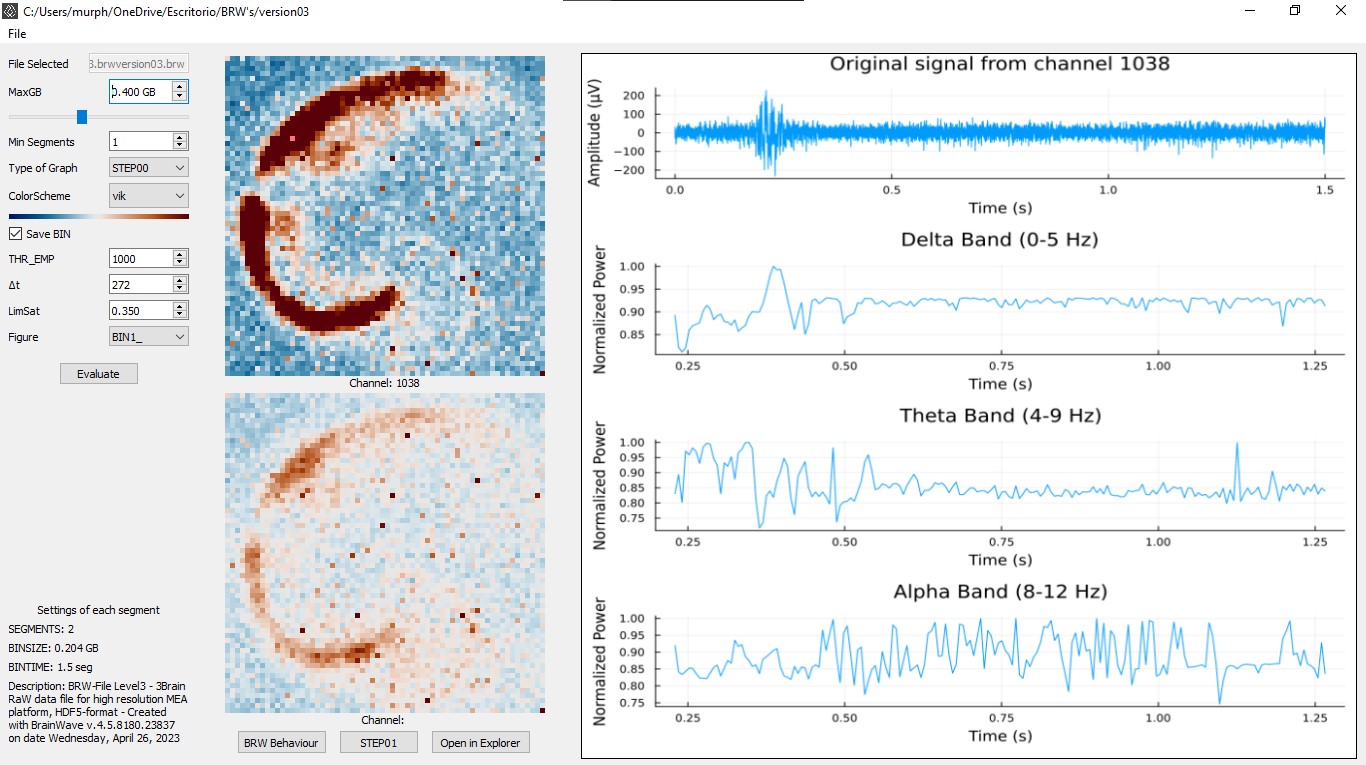 C:/Users/murph/OneDrive/Escritorio/BRW's/version03
File
File Selected 3.brwversion03.brw
MaxGB 0.400 GB
Min Segments 1
Type of Graph STEP00
ColorScheme vik
Save BIN
THR_EMP 1000
Δt 272
LimSat 0.350
Figure BIN1_
Evaluate
Settings of each segment
SEGMENTS: 2
BINSIZE: 0.204 GB
BINTIME: 1.5 seg
Description: BRW-File Level3 - 3Brain
RaW data file for high resolution MEA
platform, HDF5-format - Created
with BrainWave v.4.5.8180.23837
on date Wednesday, April 26, 2023
Channel: 1038
Channel:
BRW Behaviour STEP01 Open in Explorer
Original signal from channel 1038
Amplitude (μV)
200
100
0
−100
−200
0.0 0.5 1.0 1.5
Time (s)
Delta Band (0-5 Hz)
Normalized Power
1.00
0.95
0.90
0.85
0.25 0.50 0.75 1.00 1.25
Time (s)
Theta Band (4-9 Hz)
Normalized Power
1.00
0.95
0.90
0.85
0.80
0.75
0.25 0.50 0.75 1.00 1.25
Time (s)
Alpha Band (8-12 Hz)
Normalized Power
1.00
0.95
0.90
0.85
0.80
0.75
0.25 0.50 0.75 1.00 1.25
Time (s)